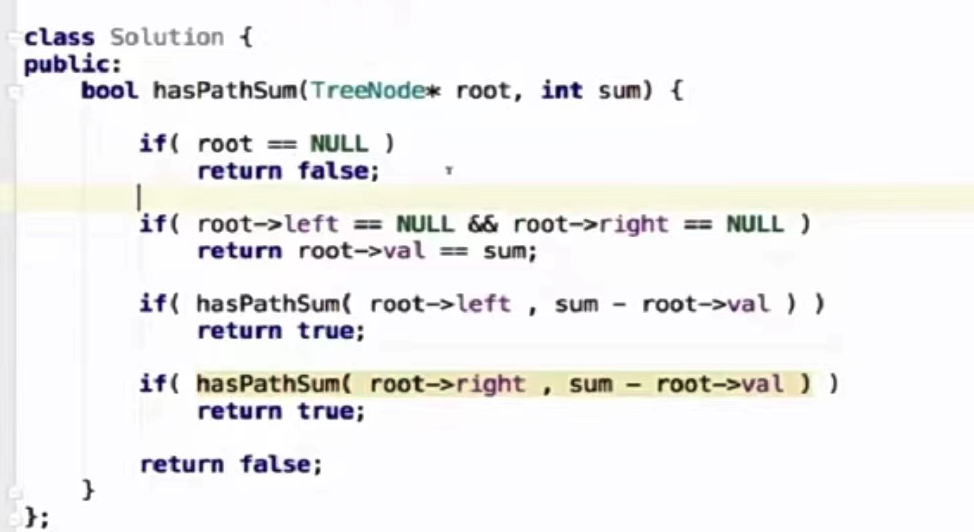 class Solution {
public:
    bool hasPathSum(TreeNode* root, int sum) {
        if( root == NULL )
            return false;
        if( root->left == NULL && root->right == NULL )
            return root->val == sum;
        if( hasPathSum( root->left , sum - root->val ) )
            return true;
        if( hasPathSum( root->right , sum - root->val ) )
            return true;
        return false;
    }
};